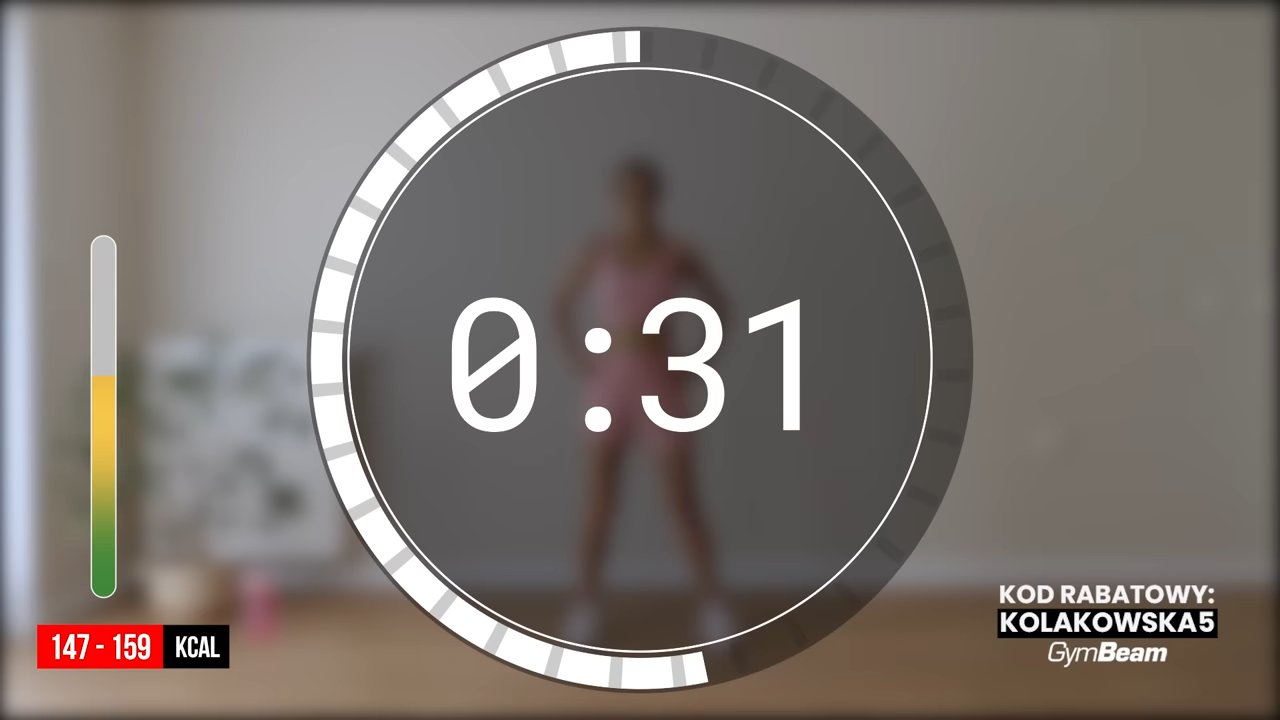 0:31
147 - 159 KCAL
KOD RABATOWY:
KOLAKOWSKA5
GymBeam